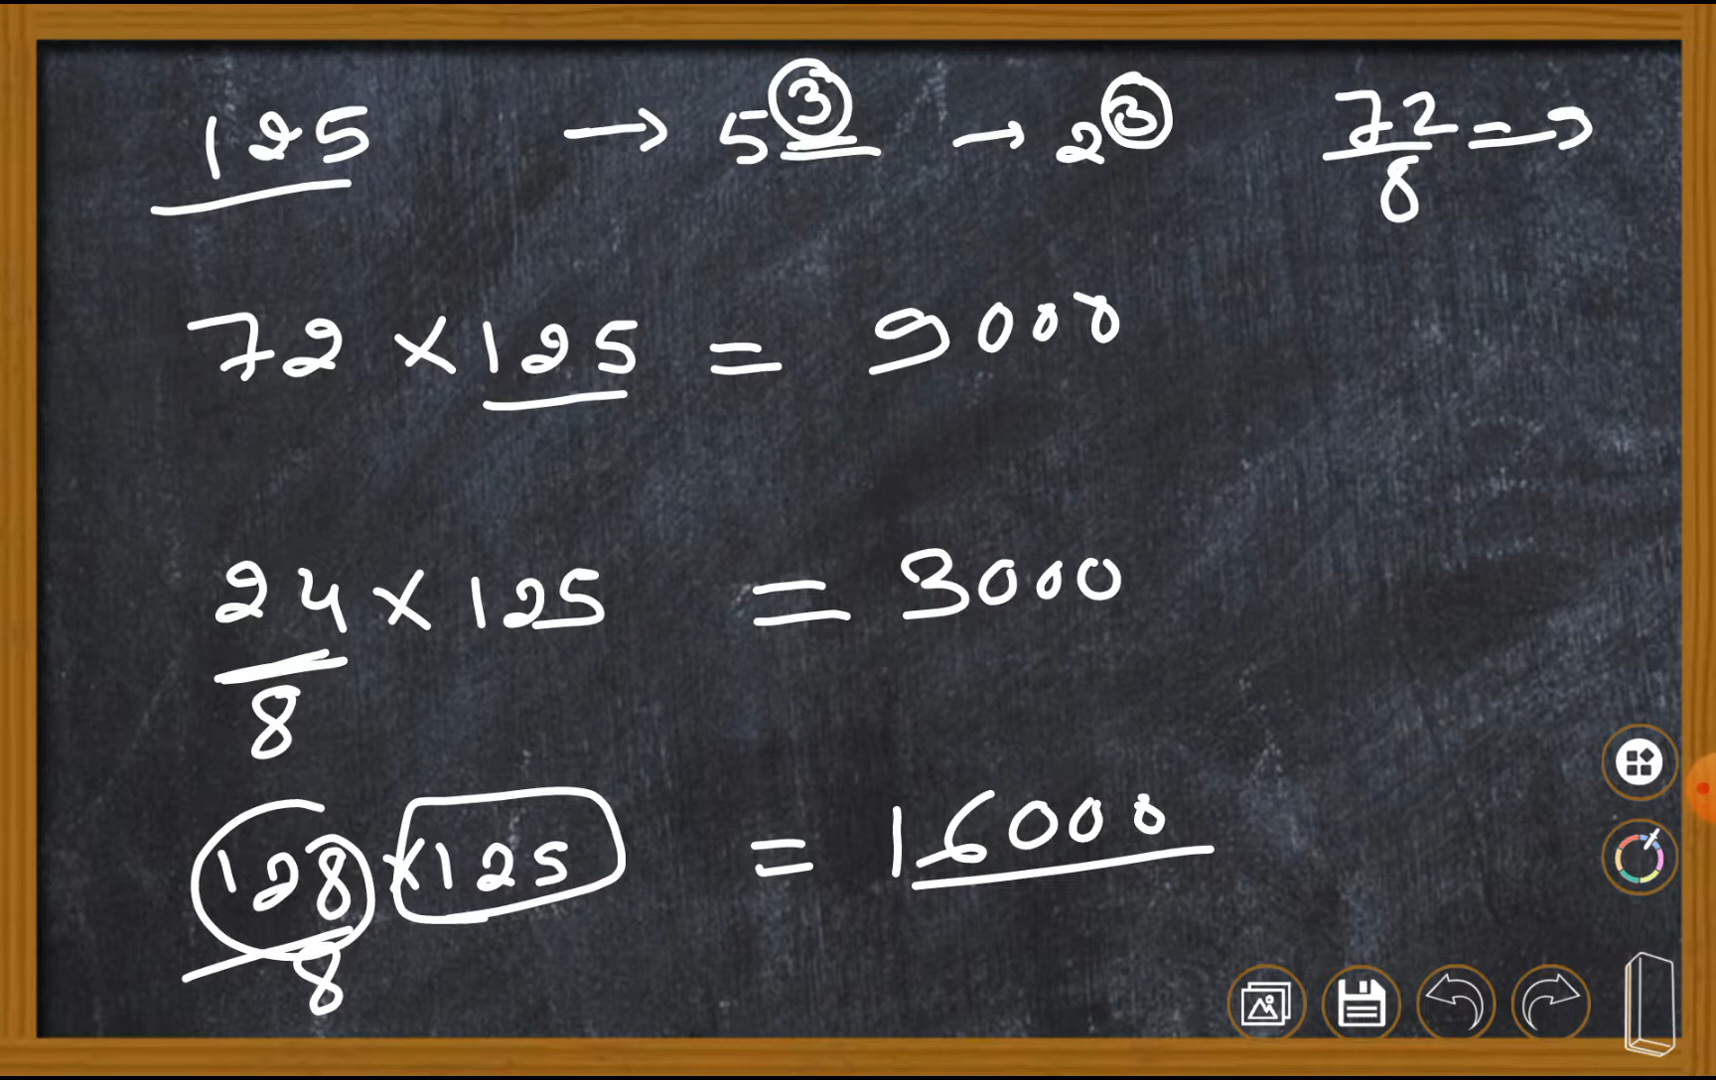 125 → 5³ → 2³ 72/8 =>
72 × 125 = 9000
24/8 × 125 = 3000
128/8 × 125 = 16000